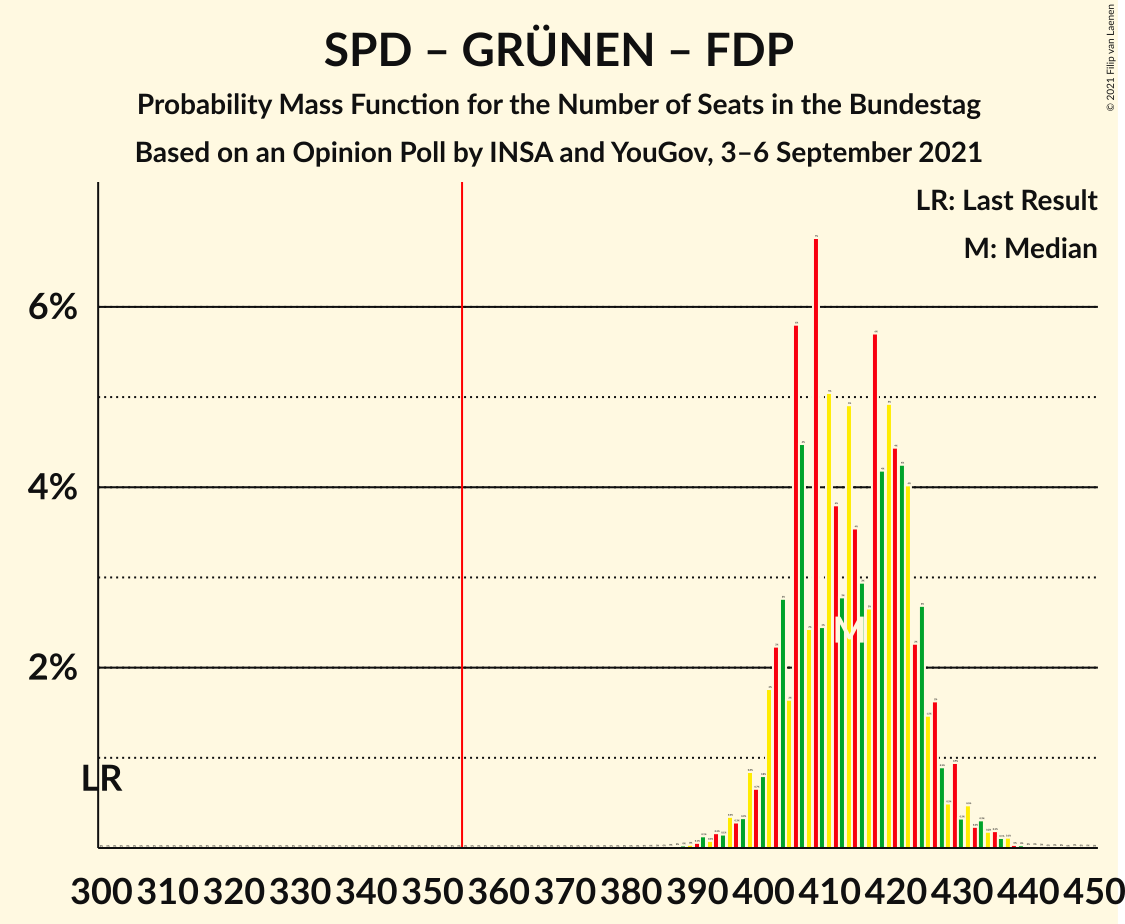 SPD – GRÜNEN – FDP
Probability Mass Function for the Number of Seats in the Bundestag
Based on an Opinion Poll by INSA and YouGov, 3–6 September 2021
© 2021 Filip van Laenen
LR: Last Result
M: Median
6%
4%
2%
LR
M
300 310 320 330 340 350 360 370 380 390 400 410 420 430 440 450